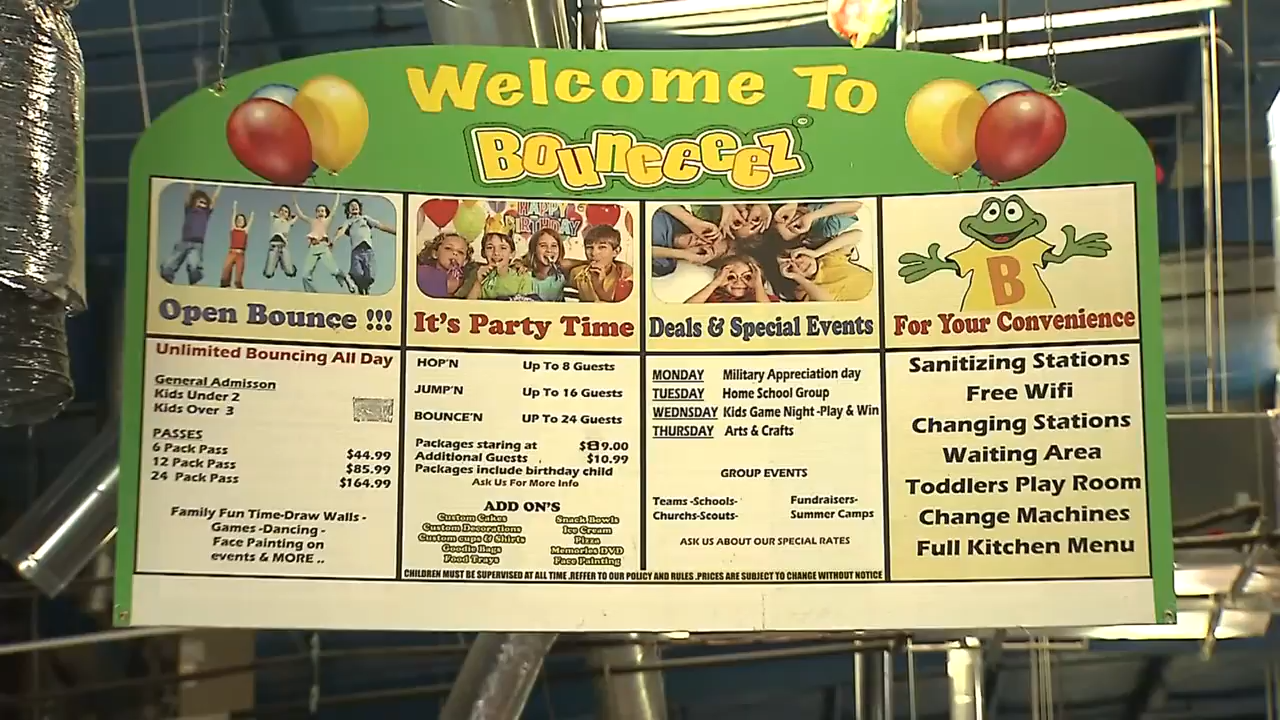 Welcome To
Bounceeez
Open Bounce !!!
Unlimited Bouncing All Day
General Admisson
Kids Under 2
Kids Over 3
PASSES
6 Pack Pass $44.99
12 Pack Pass $85.99
24 Pack Pass $164.99
Family Fun Time-Draw Walls -
Games -Dancing -
Face Painting on
events & MORE ..
HAPPY
BIRTHDAY
It's Party Time
HOP'N Up To 8 Guests
JUMP'N Up To 16 Guests
BOUNCE'N UP To 24 Guests
Packages staring at
Additional Guests $10.99
Packages include birthday child
Ask Us For More Info
ADD ON'S
Custom Cakes Snack Bowls
Custom Decorations Ice Cream
Custom cups & Shirts Pizza
Goodie Bags Memories DVD
Food Trays Face Painting
Deals & Special Events
MONDAY Military Appreciation day
TUESDAY Home School Group
WEDNSDAY Kids Game Night -Play & Win
THURSDAY Arts & Crafts
GROUP EVENTS
Teams -Schools- Fundraisers-
Churchs-Scouts- Summer Camps
ASK US ABOUT OUR SPECIAL RATES
B
For Your Convenience
Sanitizing Stations
Free Wifi
Changing Stations
Waiting Area
Toddlers Play Room
Change Machines
Full Kitchen Menu
CHILDREN MUST BE SUPERVISED AT ALL TIME .REFFER TO OUR POLICY AND RULES .PRICES ARE SUBJECT TO CHANGE WITHOUT NOTICE